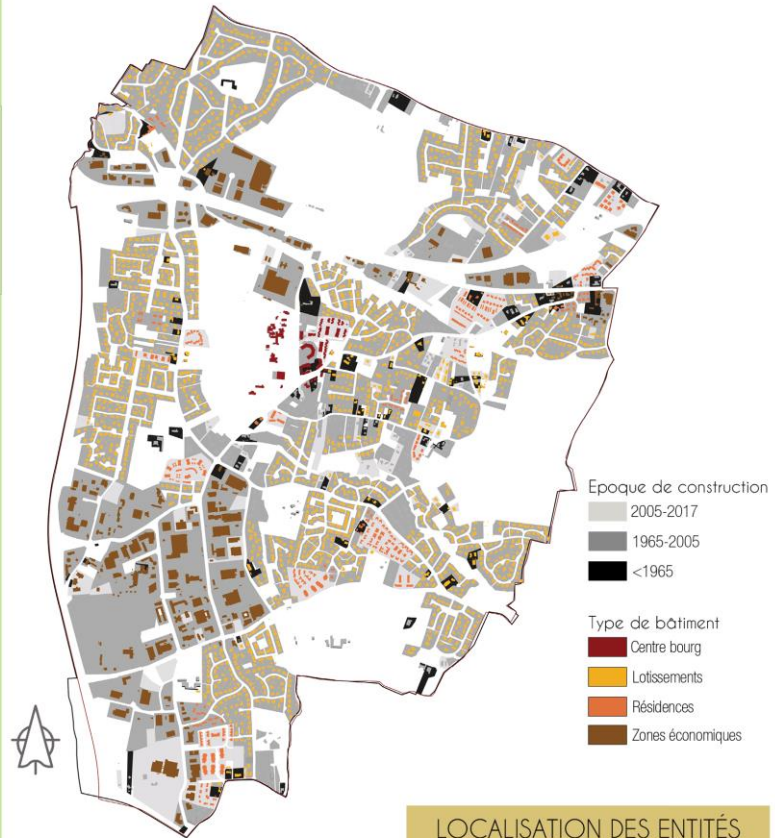 Epoque de construction
2005-2017
1965-2005
<1965
Type de bâtiment
Centre bourg
Lotissements
Résidences
Zones économiques
LOCALISATION DES ENTITÉS